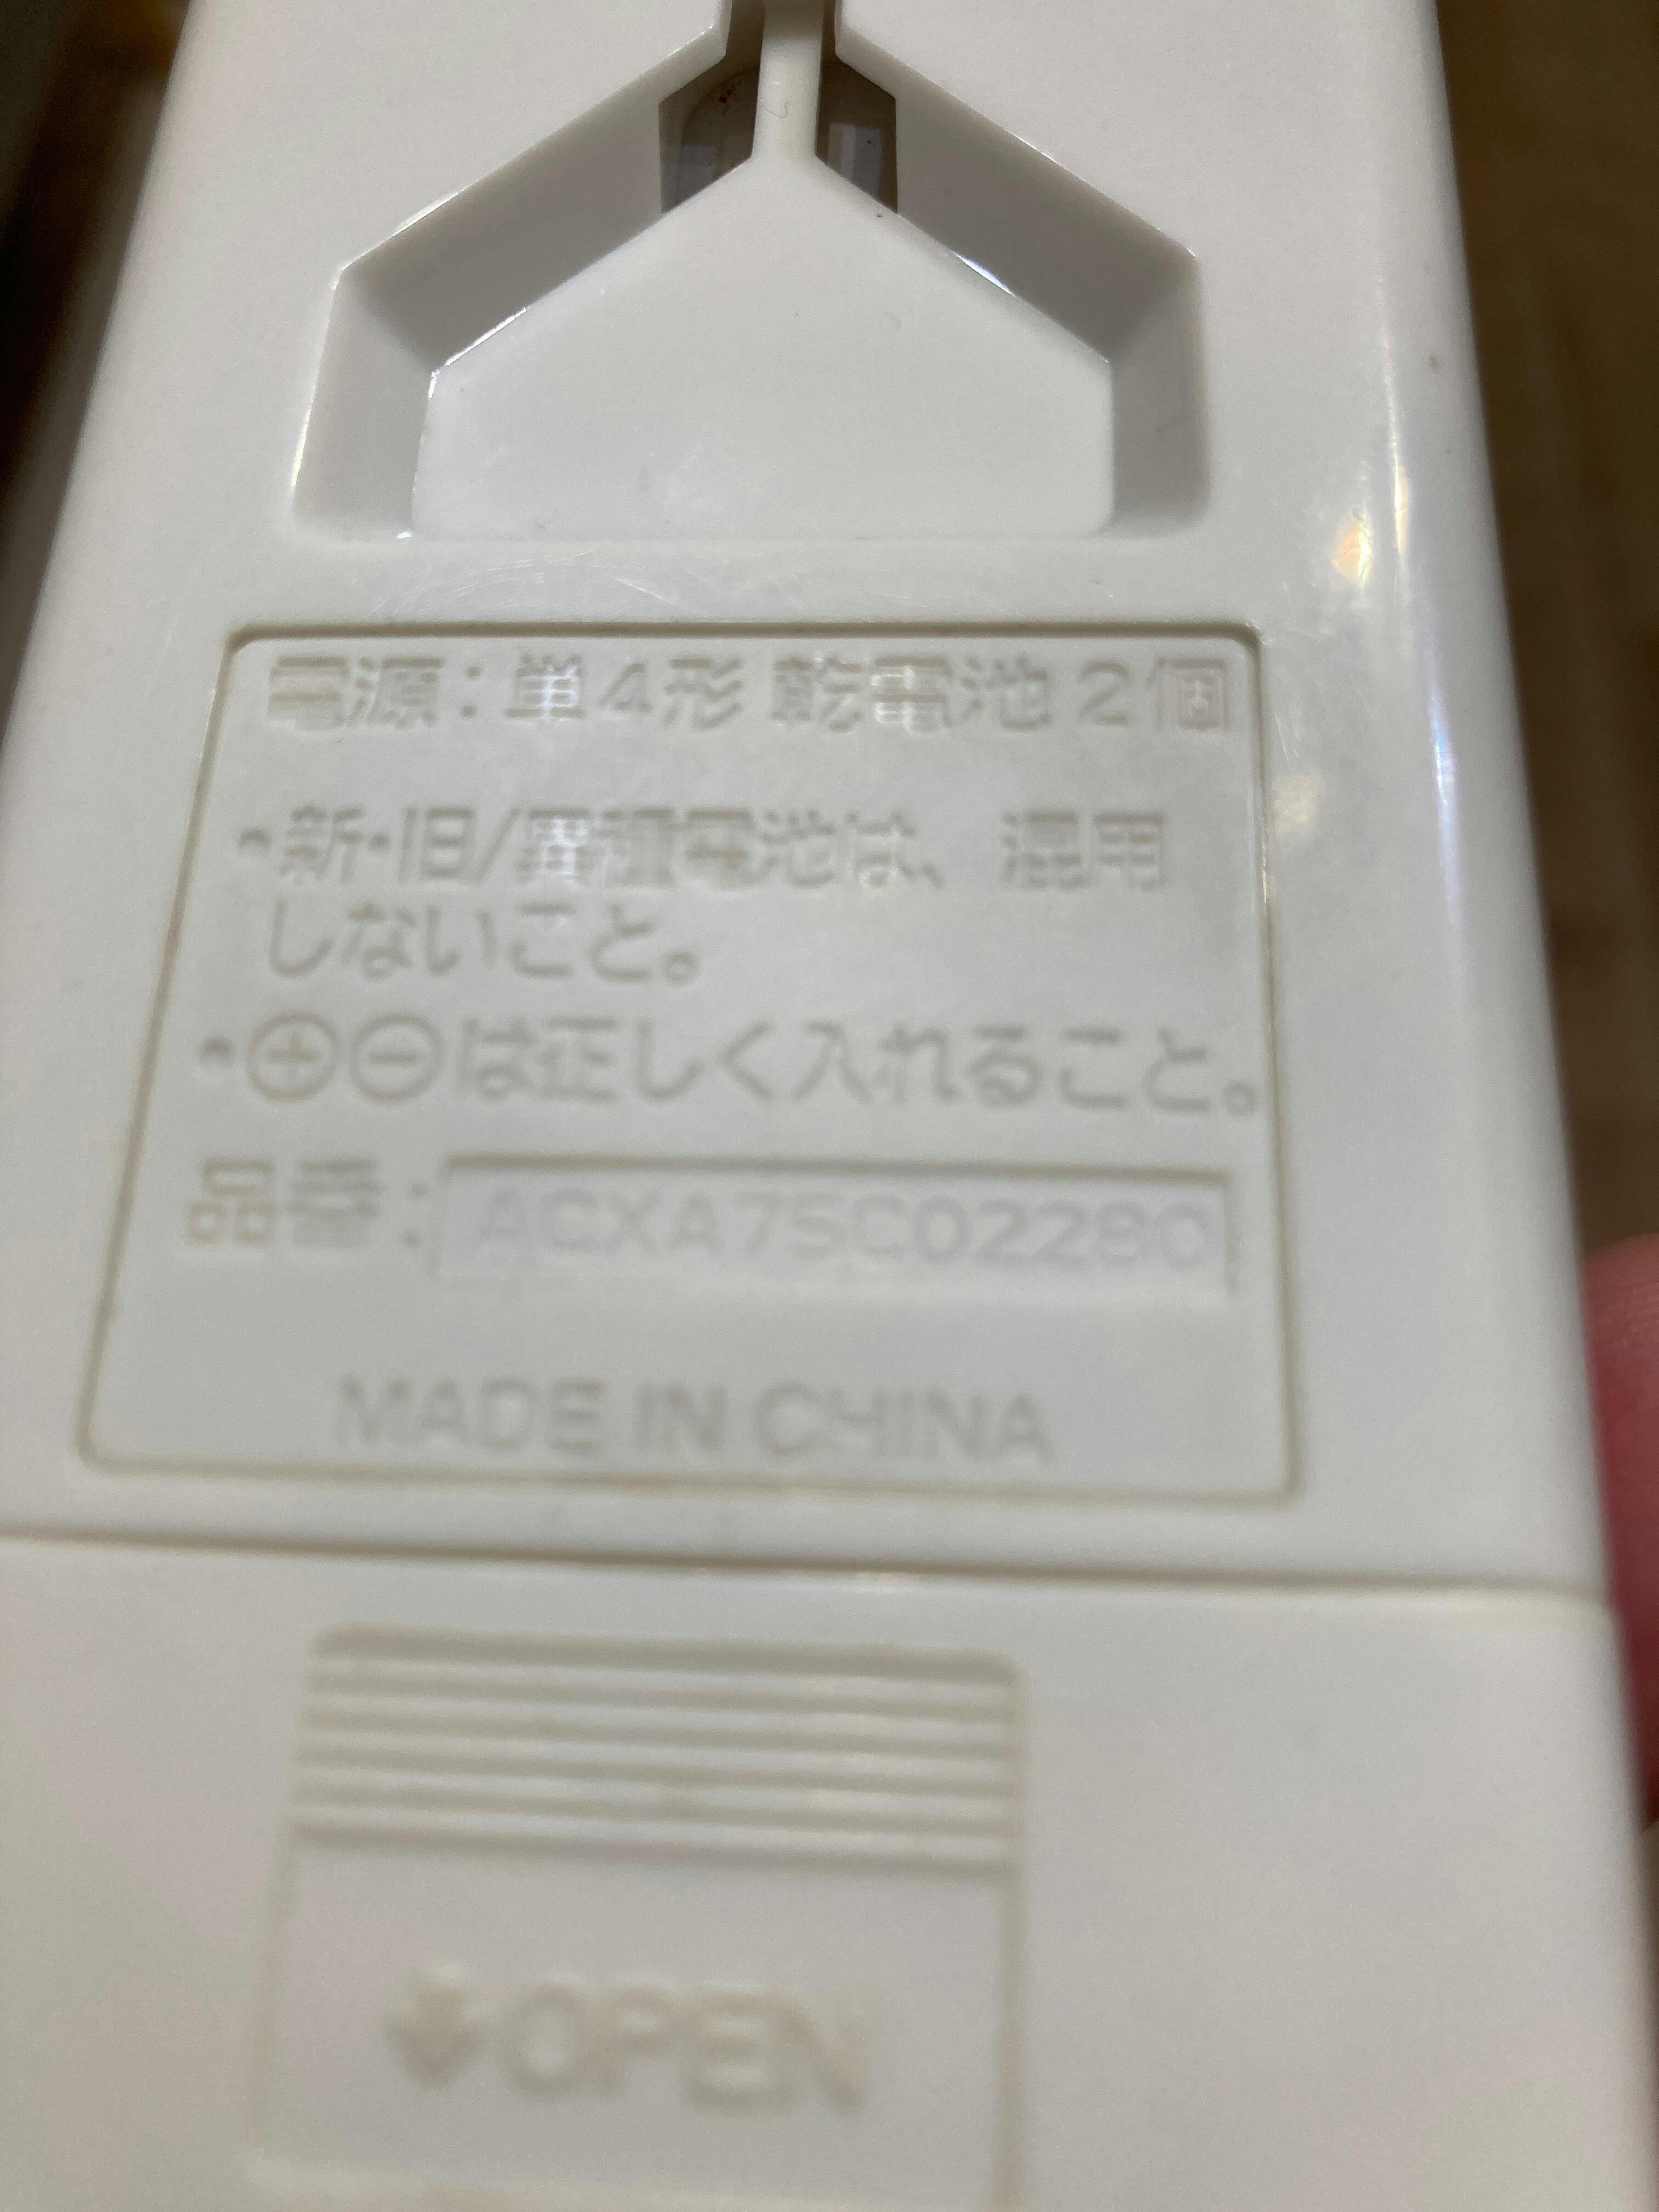 電源：単4形 乾電池2個
・新・旧/異種電池は、混用
しないこと。
・⊕⊖は正しく入れること。
品番：ACXA75C02290
MADE IN CHINA
OPEN